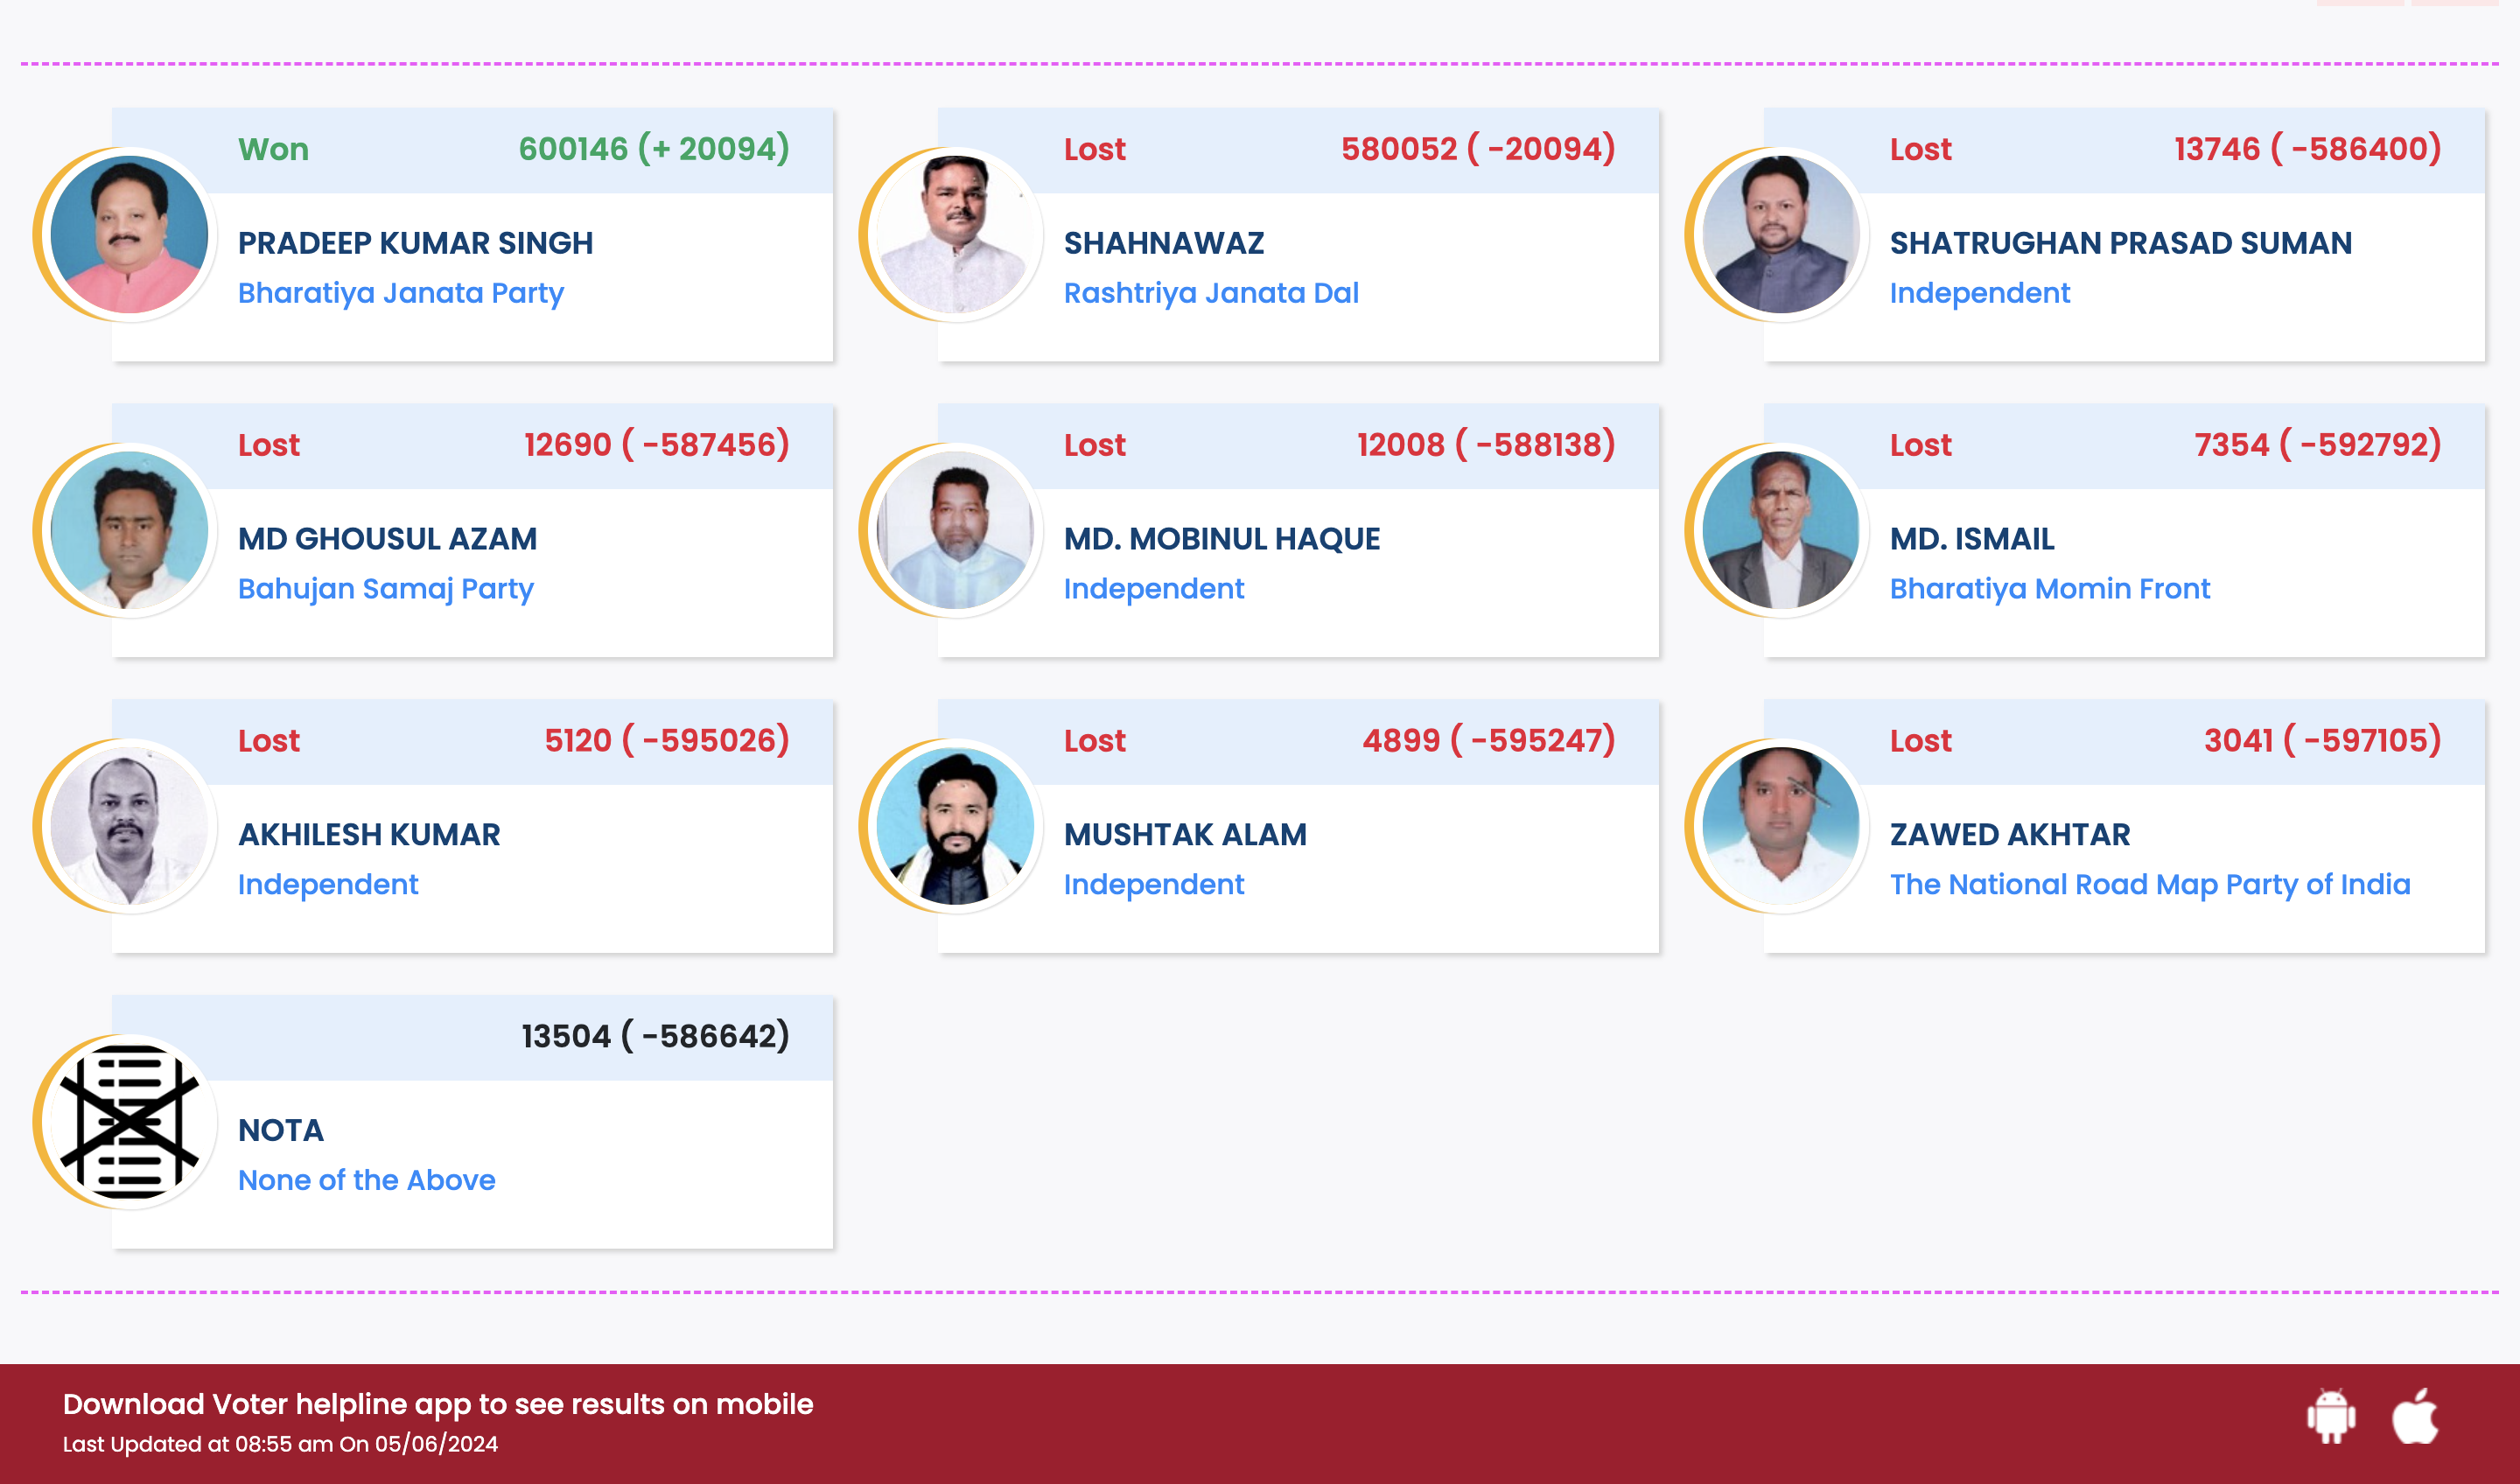 Won 600146 (+ 20094)
PRADEEP KUMAR SINGH
Bharatiya Janata Party
Lost 580052 ( -20094)
SHAHNAWAZ
Rashtriya Janata Dal
Lost 13746 ( -586400)
SHATRUGHAN PRASAD SUMAN
Independent
Lost 12690 ( -587456)
MD GHOUSUL AZAM
Bahujan Samaj Party
Lost 12008 ( -588138)
MD. MOBINUL HAQUE
Independent
Lost 7354 ( -592792)
MD. ISMAIL
Bharatiya Momin Front
Lost 5120 ( -595026)
AKHILESH KUMAR
Independent
Lost 4899 ( -595247)
MUSHTAK ALAM
Independent
Lost 3041 ( -597105)
ZAWED AKHTAR
The National Road Map Party of India
13504 ( -586642)
NOTA
None of the Above
Download Voter helpline app to see results on mobile
Last Updated at 08:55 am On 05/06/2024